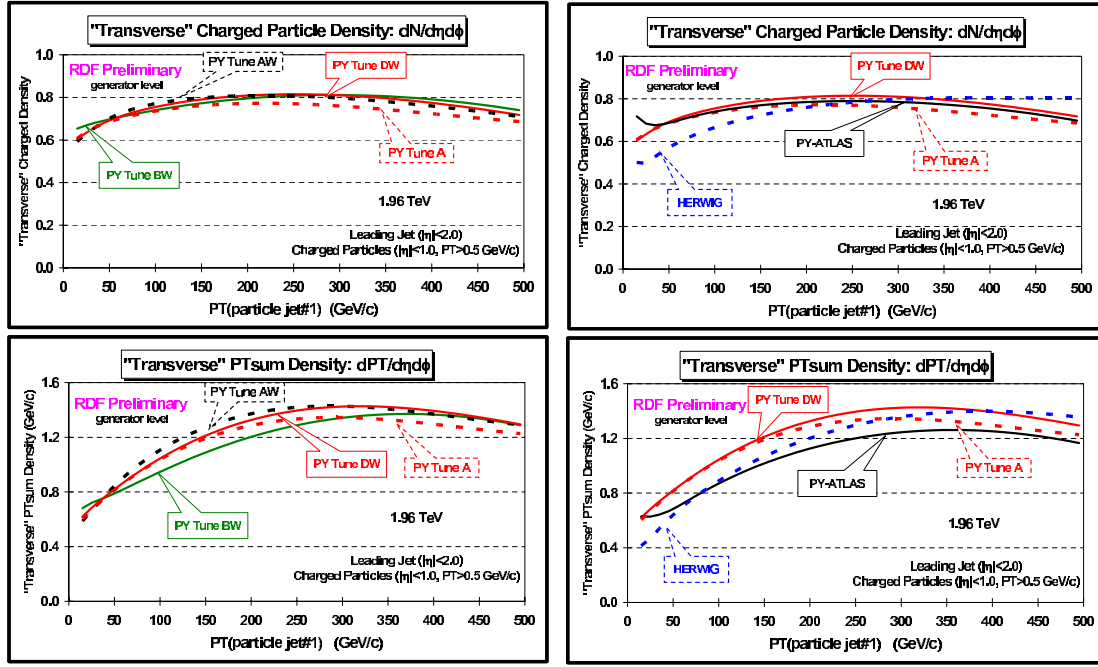 "Transverse" Charged Particle Density: dN/dηdϕ
RDF Preliminary
generator level
PY Tune AW
PY Tune DW
PY Tune BW
PY Tune A
1.96 TeV
Leading Jet (|η|<2.0)
Charged Particles (|η|<1.0, PT>0.5 GeV/c)
"Transverse" Charged Density
1.0
0.8
0.6
0.4
0.2
0.0
0 50 100 150 200 250 300 350 400 450 500
PT(particle jet#1) (GeV/c)
"Transverse" Charged Particle Density: dN/dηdϕ
RDF Preliminary
generator level
PY Tune DW
PY-ATLAS
PY Tune A
HERWIG
1.96 TeV
Leading Jet (|η|<2.0)
Charged Particles (|η|<1.0, PT>0.5 GeV/c)
"Transverse" Charged Density
1.0
0.8
0.6
0.4
0.2
0.0
0 50 100 150 200 250 300 350 400 450 500
PT(particle jet#1) (GeV/c)
"Transverse" PTsum Density: dPT/dηdϕ
RDF Preliminary
generator level
PY Tune AW
PY Tune DW
PY Tune A
PY Tune BW
1.96 TeV
Leading Jet (|η|<2.0)
Charged Particles (|η|<1.0, PT>0.5 GeV/c)
"Transverse" PTsum Density (GeV/c)
1.6
1.2
0.8
0.4
0.0
0 50 100 150 200 250 300 350 400 450 500
PT(particle jet#1) (GeV/c)
"Transverse" PTsum Density: dPT/dηdϕ
RDF Preliminary
generator level
PY Tune DW
PY Tune A
PY-ATLAS
HERWIG
1.96 TeV
Leading Jet (|η|<2.0)
Charged Particles (|η|<1.0, PT>0.5 GeV/c)
"Transverse" PTsum Density (GeV/c)
1.6
1.2
0.8
0.4
0.0
0 50 100 150 200 250 300 350 400 450 500
PT(particle jet#1) (GeV/c)